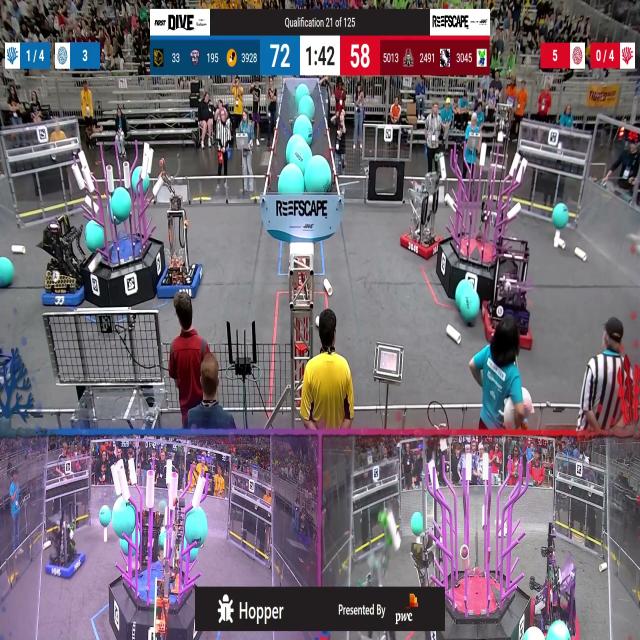 FIRST DIVE
Qualification 21 of 125
REEFSCAPE
1 / 4
3
33
195
3928
72
1:42
58
5013
2491
3045
5
0 / 4
REEFSCAPE
33
Hopper
Presented By
pwc